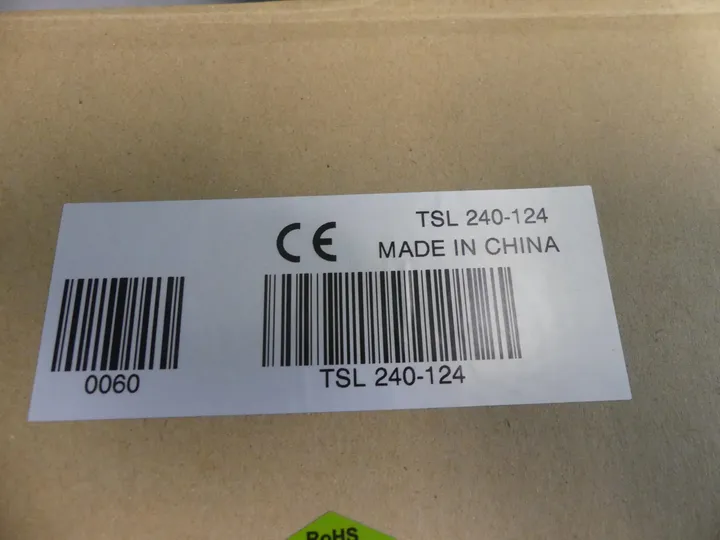 TSL 240-124
CE
MADE IN CHINA
0060
TSL 240-124
RoHS